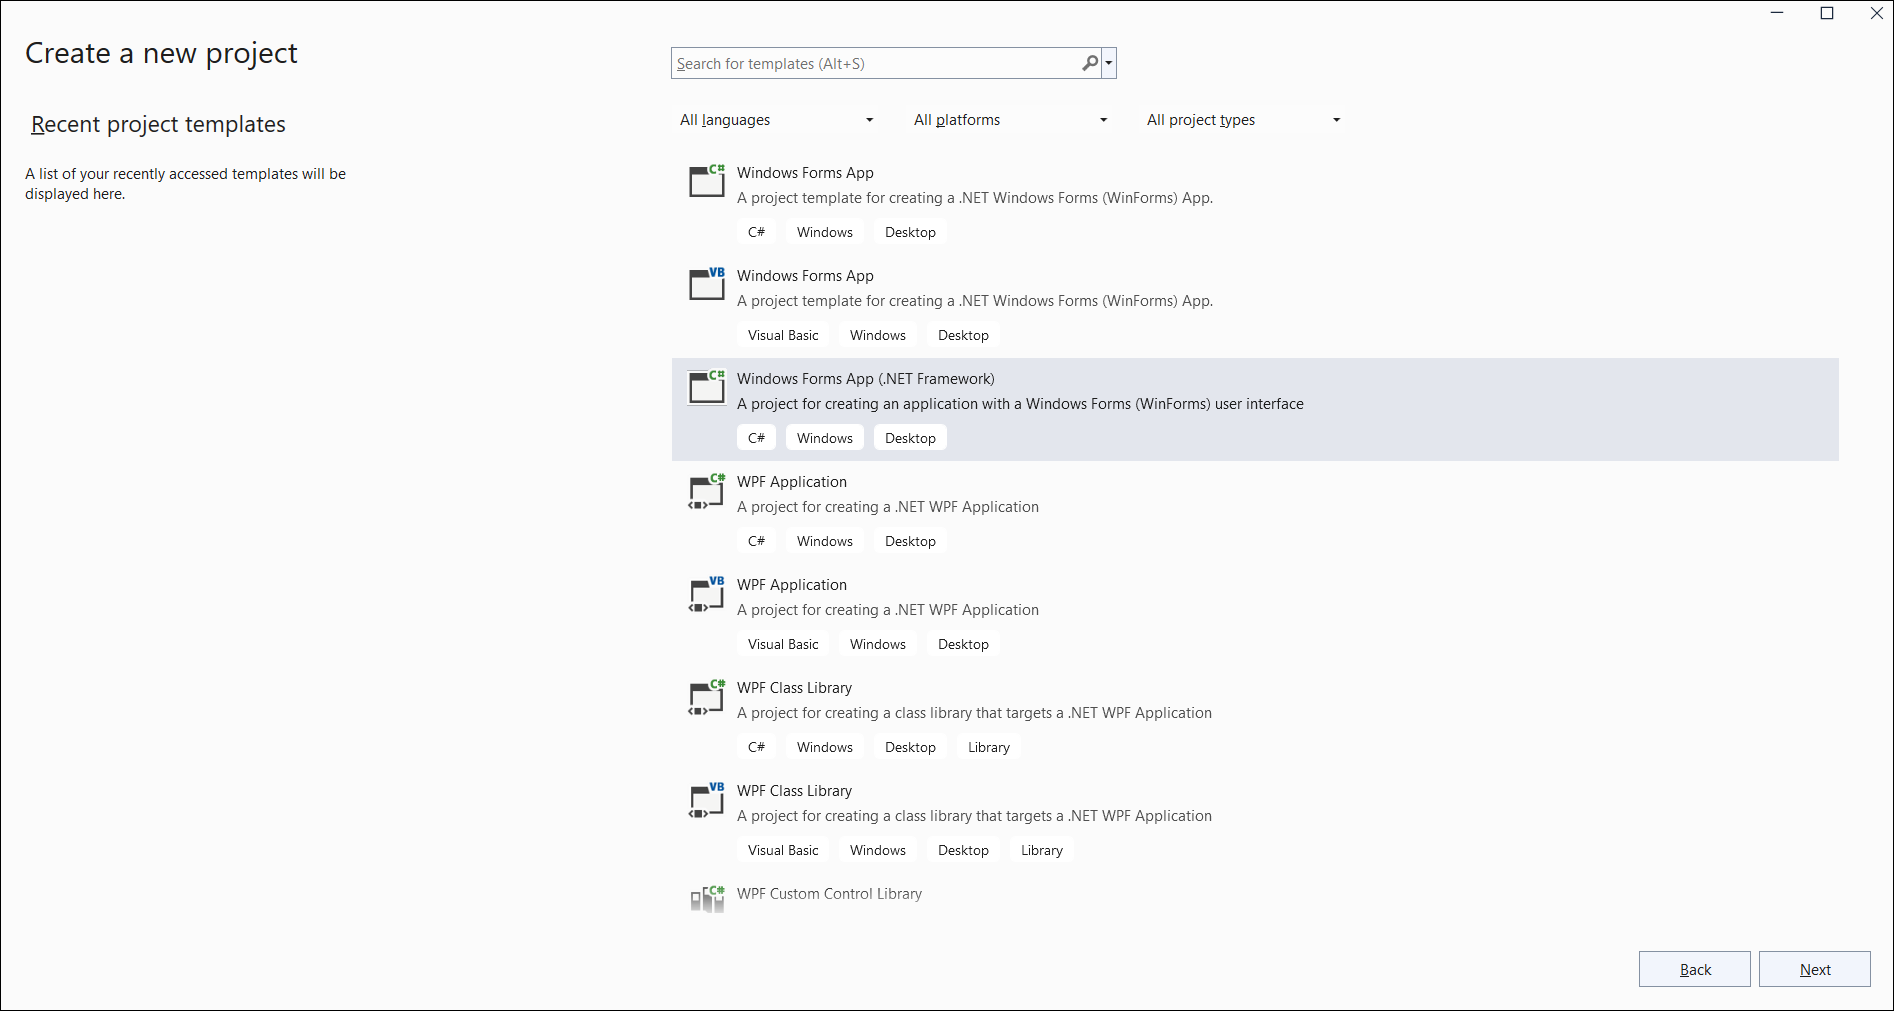 Create a new project
Search for templates (Alt+S)
Recent project templates
A list of your recently accessed templates will be
displayed here.
All languages
All platforms
All project types
C#
Windows Forms App
A project template for creating a .NET Windows Forms (WinForms) App.
C# Windows Desktop
VB
Windows Forms App
A project template for creating a .NET Windows Forms (WinForms) App.
Visual Basic Windows Desktop
C#
Windows Forms App (.NET Framework)
A project for creating an application with a Windows Forms (WinForms) user interface
C# Windows Desktop
C#
WPF Application
A project for creating a .NET WPF Application
C# Windows Desktop
VB
WPF Application
A project for creating a .NET WPF Application
Visual Basic Windows Desktop
C#
WPF Class Library
A project for creating a class library that targets a .NET WPF Application
C# Windows Desktop Library
VB
WPF Class Library
A project for creating a class library that targets a .NET WPF Application
Visual Basic Windows Desktop Library
C#
WPF Custom Control Library
Back
Next